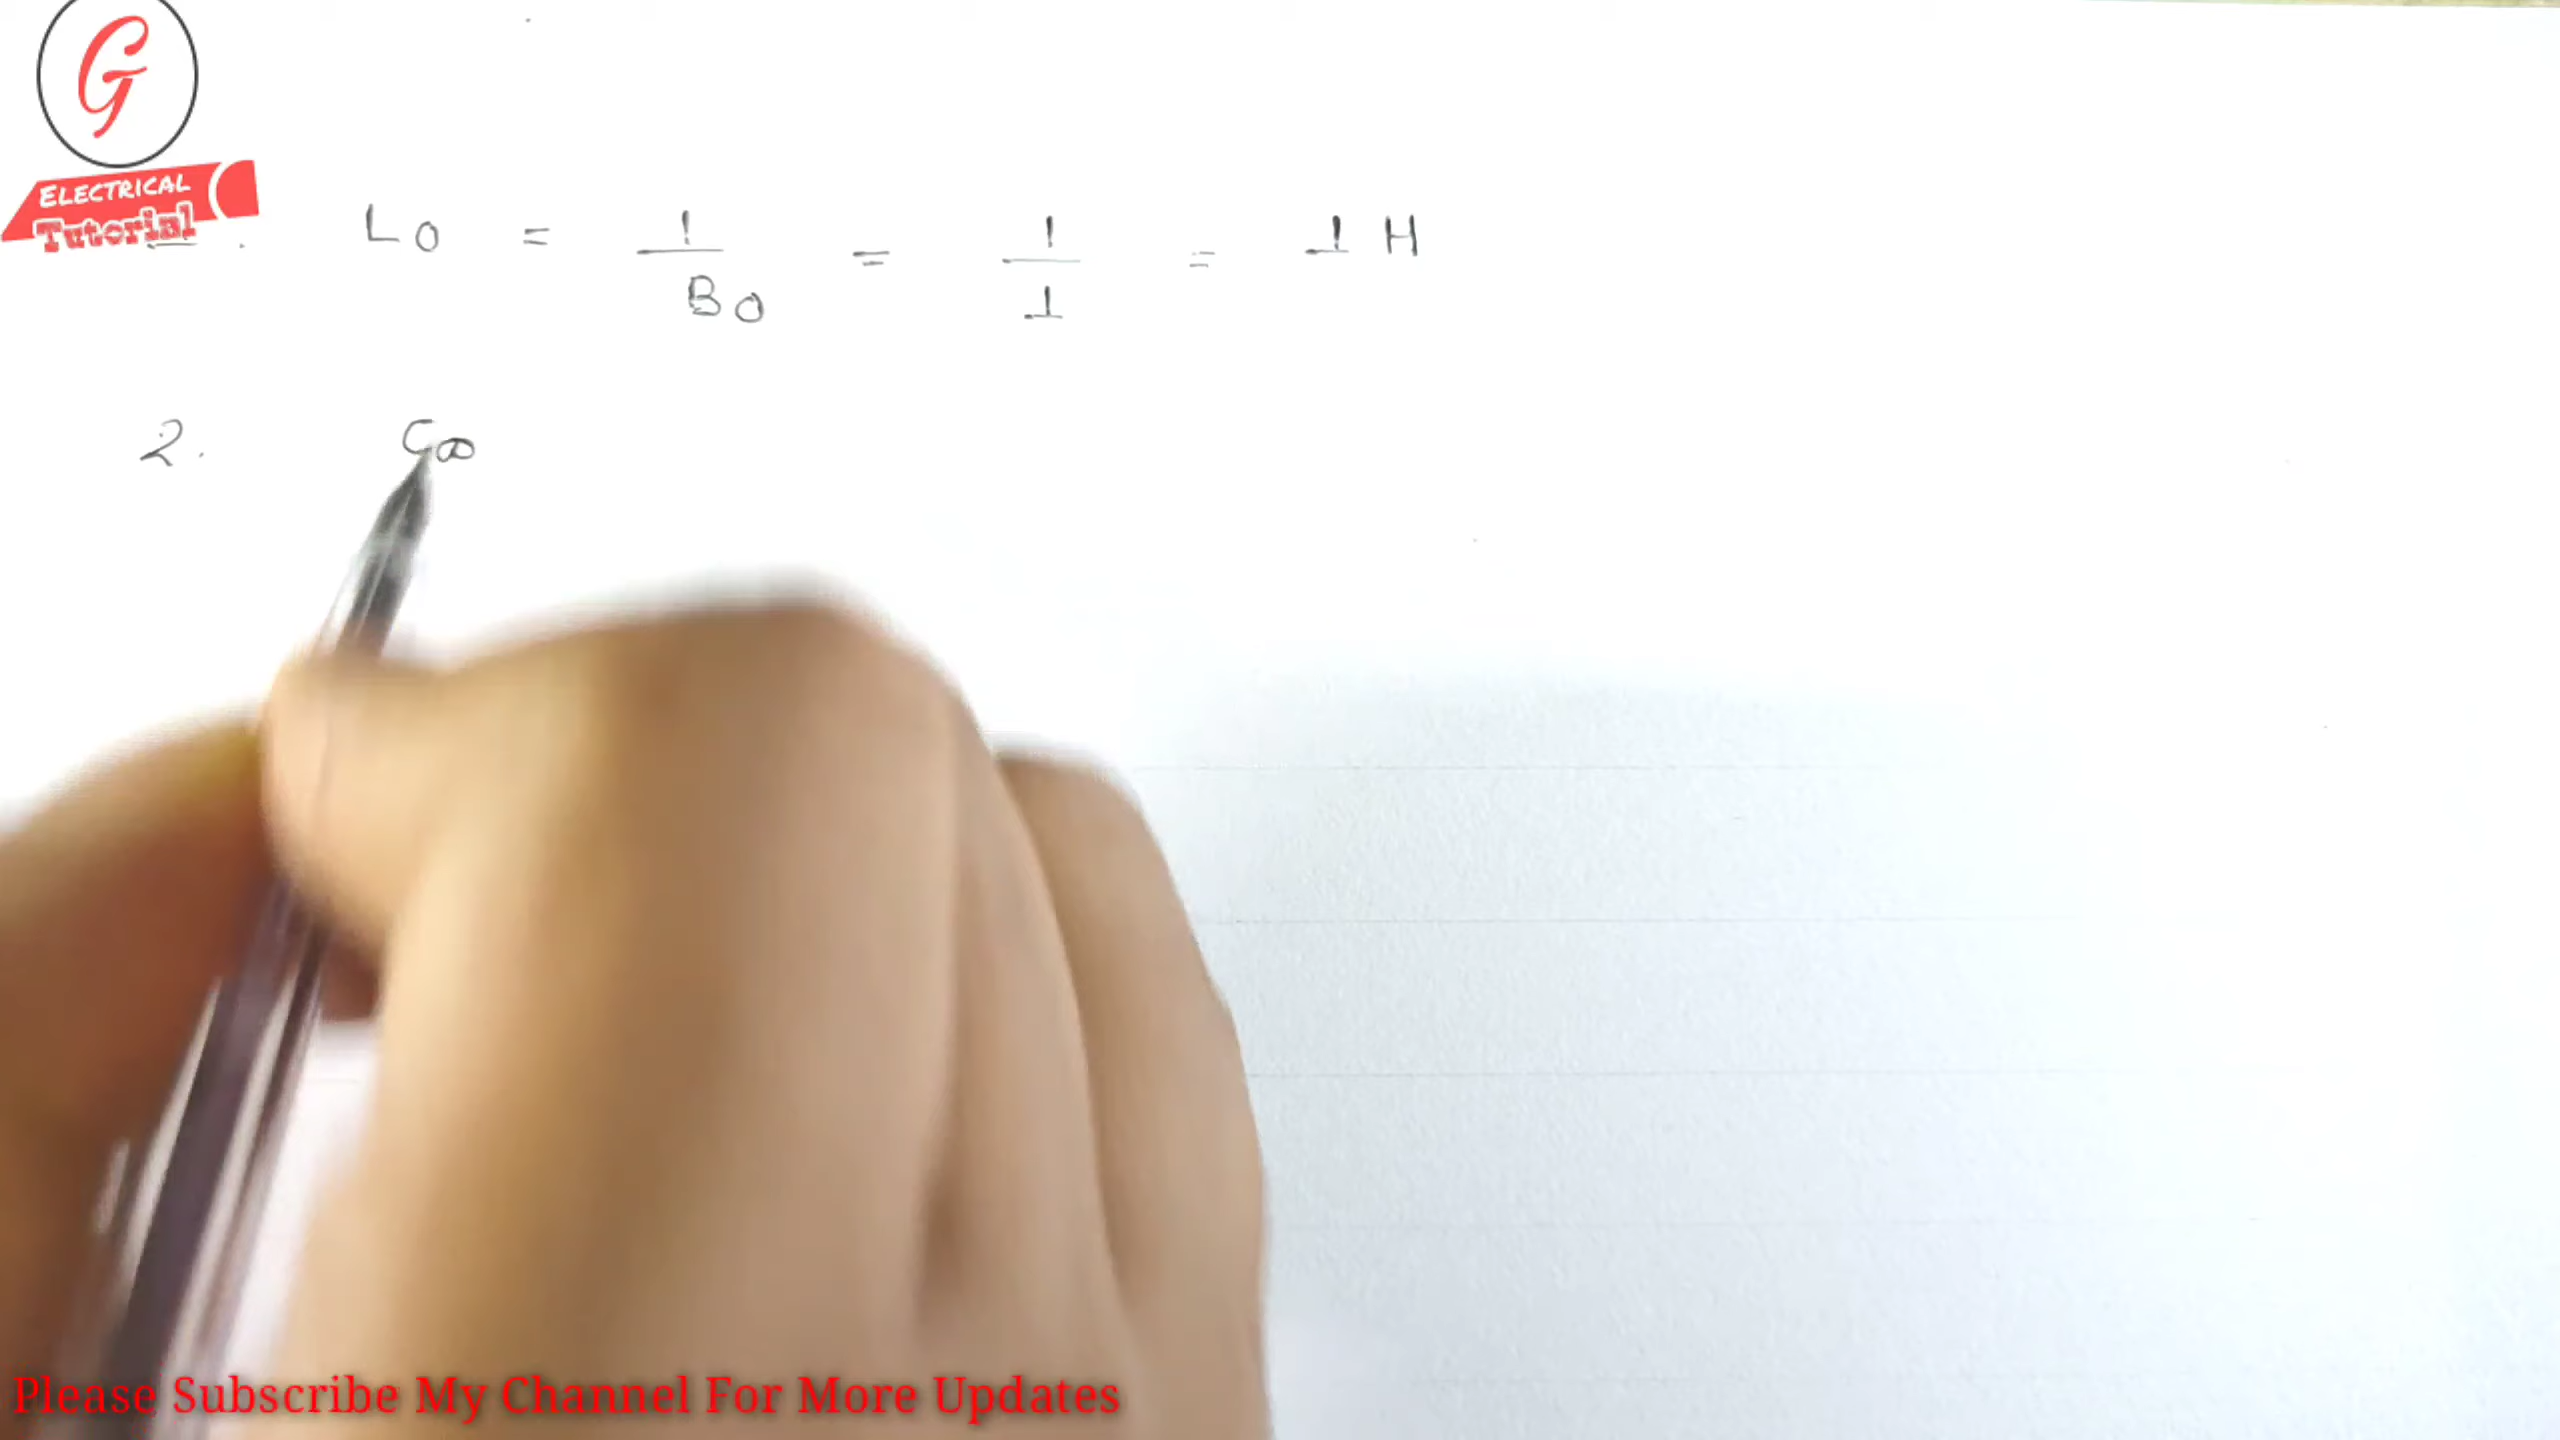 G
ELECTRICAL
Tutorial
L0 = 1/B0 = 1/1 = 1 H
2. C∞
Please Subscribe My Channel For More Updates